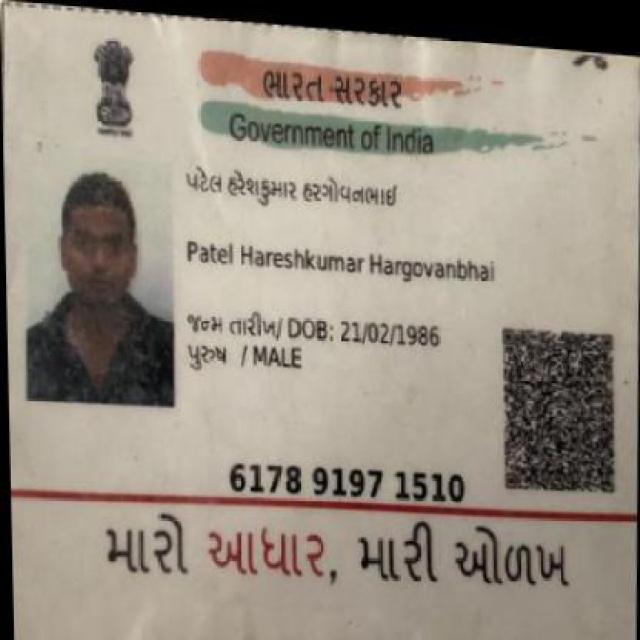 ભારત સરકાર
Government of India
પટેલ હરેશકુમાર હરગોવનભાઈ
Patel Hareshkumar Hargovanbhai
જન્મ તારીખ/ DOB: 21/02/1986
પુરુષ / MALE
6178 9197 1510
મારો આધાર, મારી ઓળખ